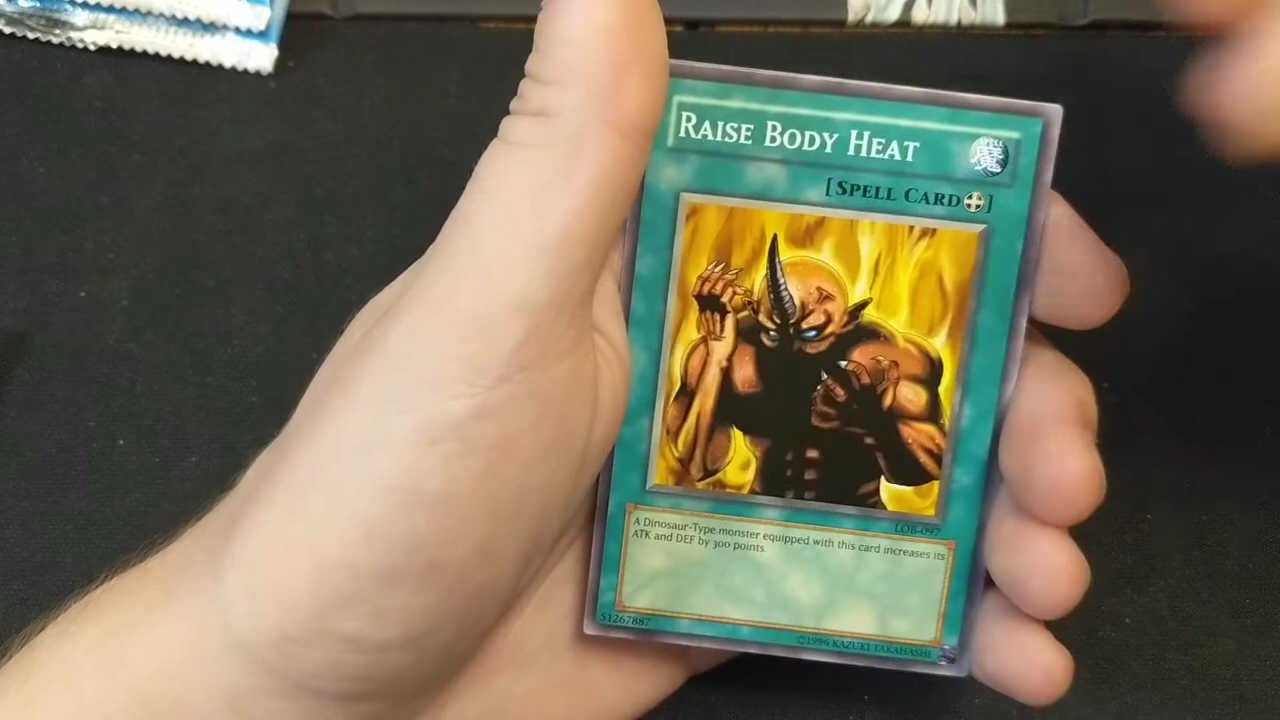 RAISE BODY HEAT
魔
[SPELL CARD]
LOB-097
A Dinosaur-Type monster equipped with this card increases its
ATK and DEF by 300 points.
51267887
©1996 KAZUKI TAKAHASHI